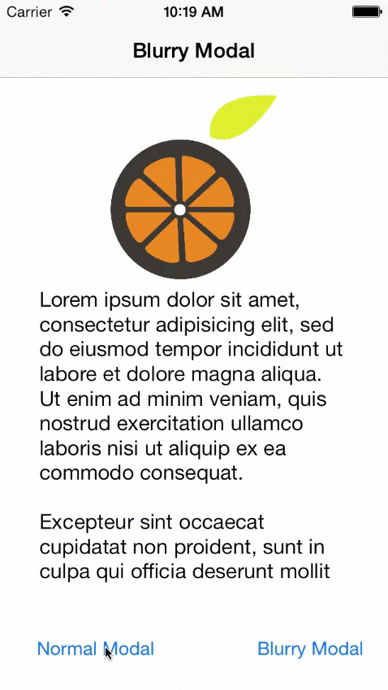 Carrier 10:19 AM
Blurry Modal
Lorem ipsum dolor sit amet,
consectetur adipisicing elit, sed
do eiusmod tempor incididunt ut
labore et dolore magna aliqua.
Ut enim ad minim veniam, quis
nostrud exercitation ullamco
laboris nisi ut aliquip ex ea
commodo consequat.
Excepteur sint occaecat
cupidatat non proident, sunt in
culpa qui officia deserunt mollit
Normal Modal Blurry Modal